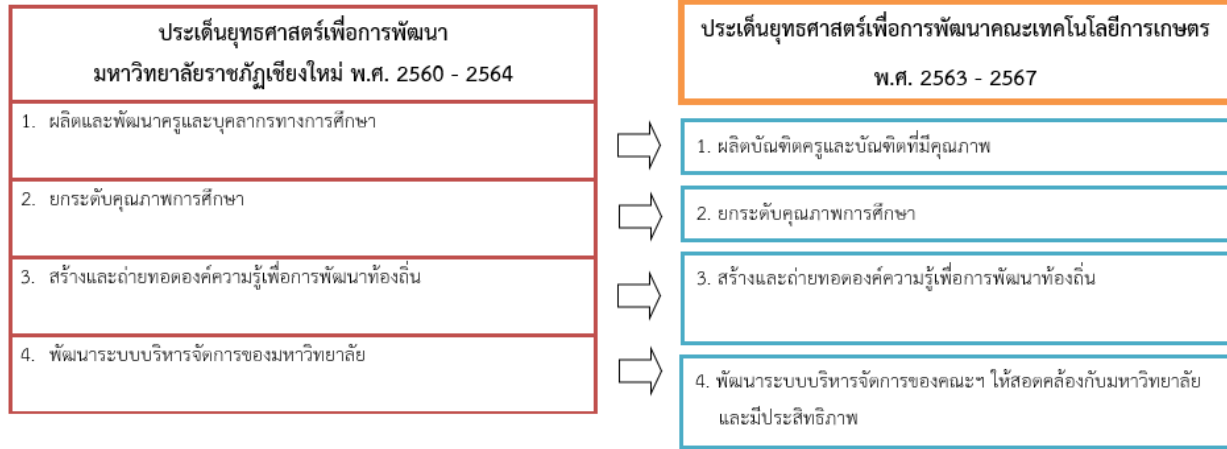 ประเด็นยุทธศาสตร์เพื่อการพัฒนา
มหาวิทยาลัยราชภัฏเชียงใหม่ พ.ศ. 2560 - 2564
1. ผลิตและพัฒนาครูและบุคลากรทางการศึกษา
2. ยกระดับคุณภาพการศึกษา
3. สร้างและถ่ายทอดองค์ความรู้เพื่อการพัฒนาท้องถิ่น
4. พัฒนาระบบบริหารจัดการของมหาวิทยาลัย
ประเด็นยุทธศาสตร์เพื่อการพัฒนาคณะเทคโนโลยีการเกษตร
พ.ศ. 2563 - 2567
1. ผลิตบัณฑิตครูและบัณฑิตที่มีคุณภาพ
2. ยกระดับคุณภาพการศึกษา
3. สร้างและถ่ายทอดองค์ความรู้เพื่อการพัฒนาท้องถิ่น
4. พัฒนาระบบบริหารจัดการของคณะฯ ให้สอดคล้องกับมหาวิทยาลัย
และมีประสิทธิภาพ